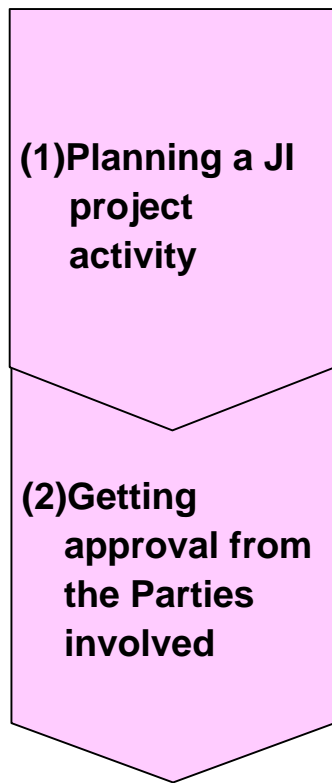 (1)Planning a JI
project
activity
(2)Getting
approval from
the Parties
involved